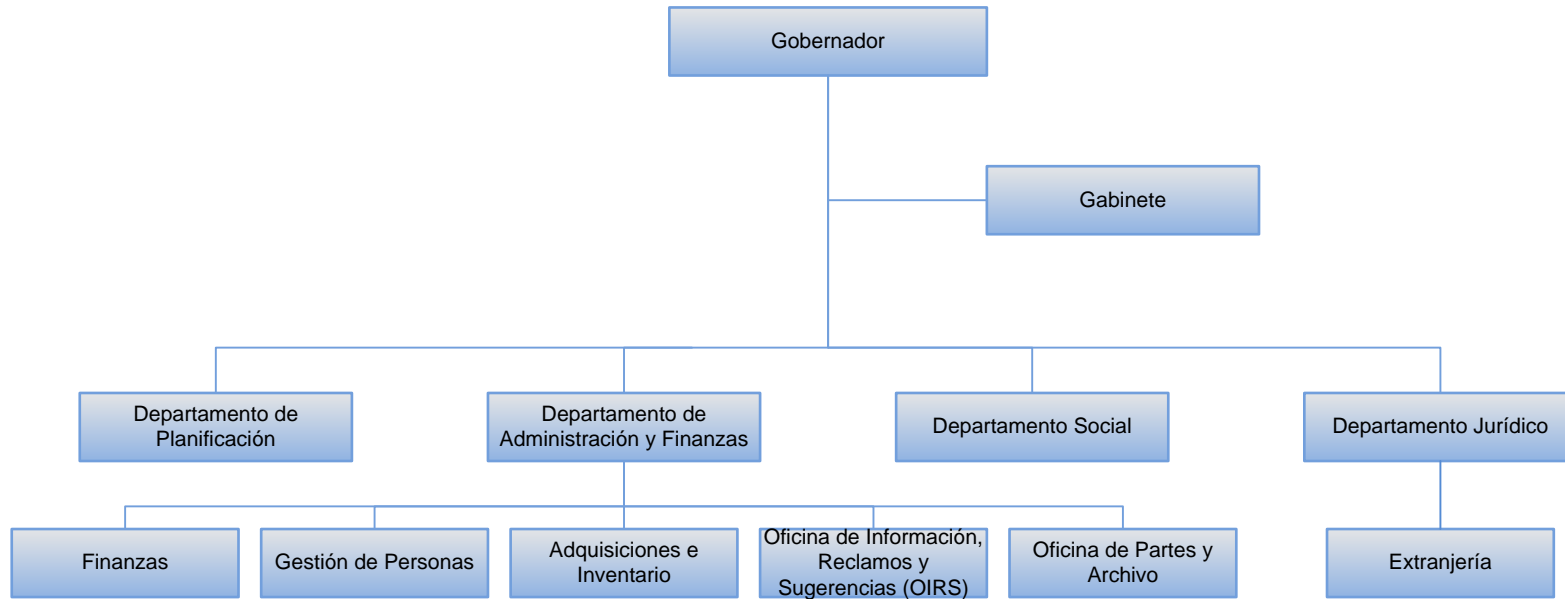 Gobernador
Gabinete
Departamento de
Planificación
Departamento de
Administración y Finanzas
Departamento Social
Departamento Jurídico
Finanzas
Gestión de Personas
Adquisiciones e
Inventario
Oficina de Información,
Reclamos y
Sugerencias (OIRS)
Oficina de Partes y
Archivo
Extranjería